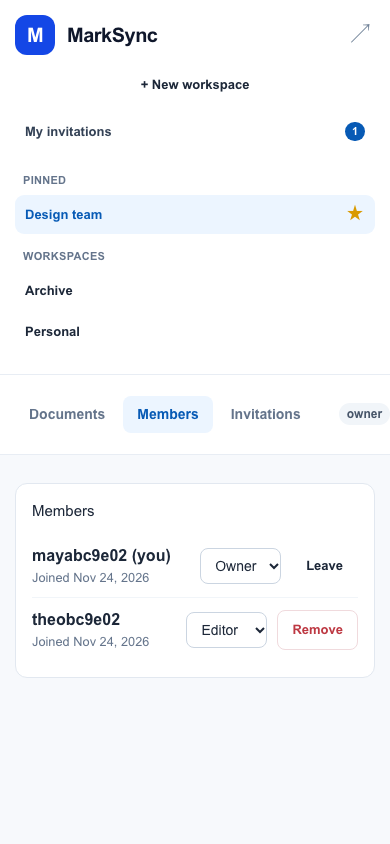 M MarkSync
+ New workspace
My invitations 1
PINNED
Design team
WORKSPACES
Archive
Personal
Documents Members Invitations owner
Members
mayabc9e02 (you)
Joined Nov 24, 2026
Owner
Leave
theobc9e02
Joined Nov 24, 2026
Editor
Remove